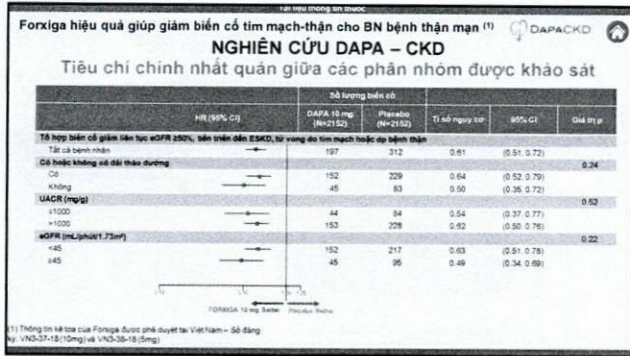 Tài liệu thông tin thuốc
Forxiga hiệu quả giúp giảm biến cố tim mạch-thận cho BN bệnh thận mạn (1)
DAPACKD
NGHIÊN CỨU DAPA – CKD
Tiêu chí chính nhất quán giữa các phân nhóm được khảo sát
Số lượng biến cố
HR (95% CI) DAPA 10 mg (N=2152) Placebo (N=2152) Tỉ số nguy cơ 95% CI Giá trị p
Tổ hợp biến cố giảm liên tục eGFR ≥50%, tiến triển đến ESKD, tử vong do tim mạch hoặc do bệnh thận
Tất cả bệnh nhân 197 312 0.61 (0.51, 0.72)
Có hoặc không có đái tháo đường 0.24
Có 152 229 0.64 (0.52, 0.79)
Không 45 83 0.50 (0.35, 0.72)
UACR (mg/g) 0.52
≤1000 44 84 0.54 (0.37, 0.77)
>1000 153 228 0.62 (0.50, 0.76)
eGFR (mL/phút/1.73m²) 0.22
<45 152 217 0.63 (0.51, 0.78)
≥45 45 95 0.49 (0.34, 0.69)
FORXIGA 10 mg Better Placebo Better
(1) Thông tin kê toa của Forxiga được phê duyệt tại Việt Nam – Số đăng
ký: VN3-37-18 (10mg) và VN3-38-18 (5mg)